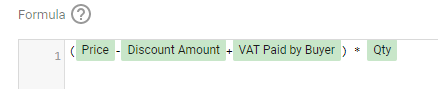 Formula ?
1 ( Price - Discount Amount + VAT Paid by Buyer ) * Qty